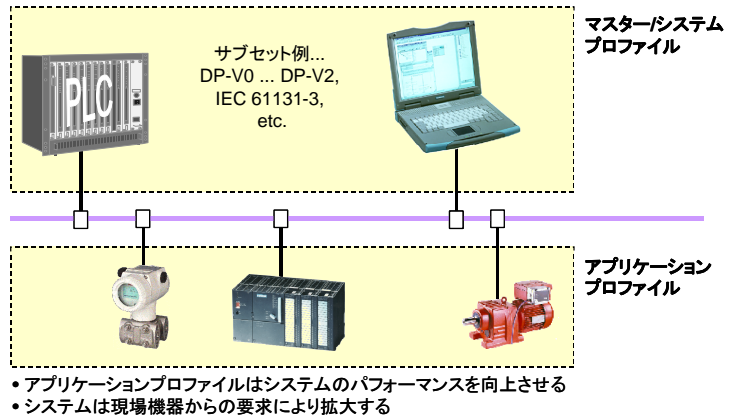 マスター/システム
プロファイル
サブセット例...
DP-V0 ... DP-V2,
IEC 61131-3,
etc.
PLC
アプリケーション
プロファイル
• アプリケーションプロファイルはシステムのパフォーマンスを向上させる
• システムは現場機器からの要求により拡大する